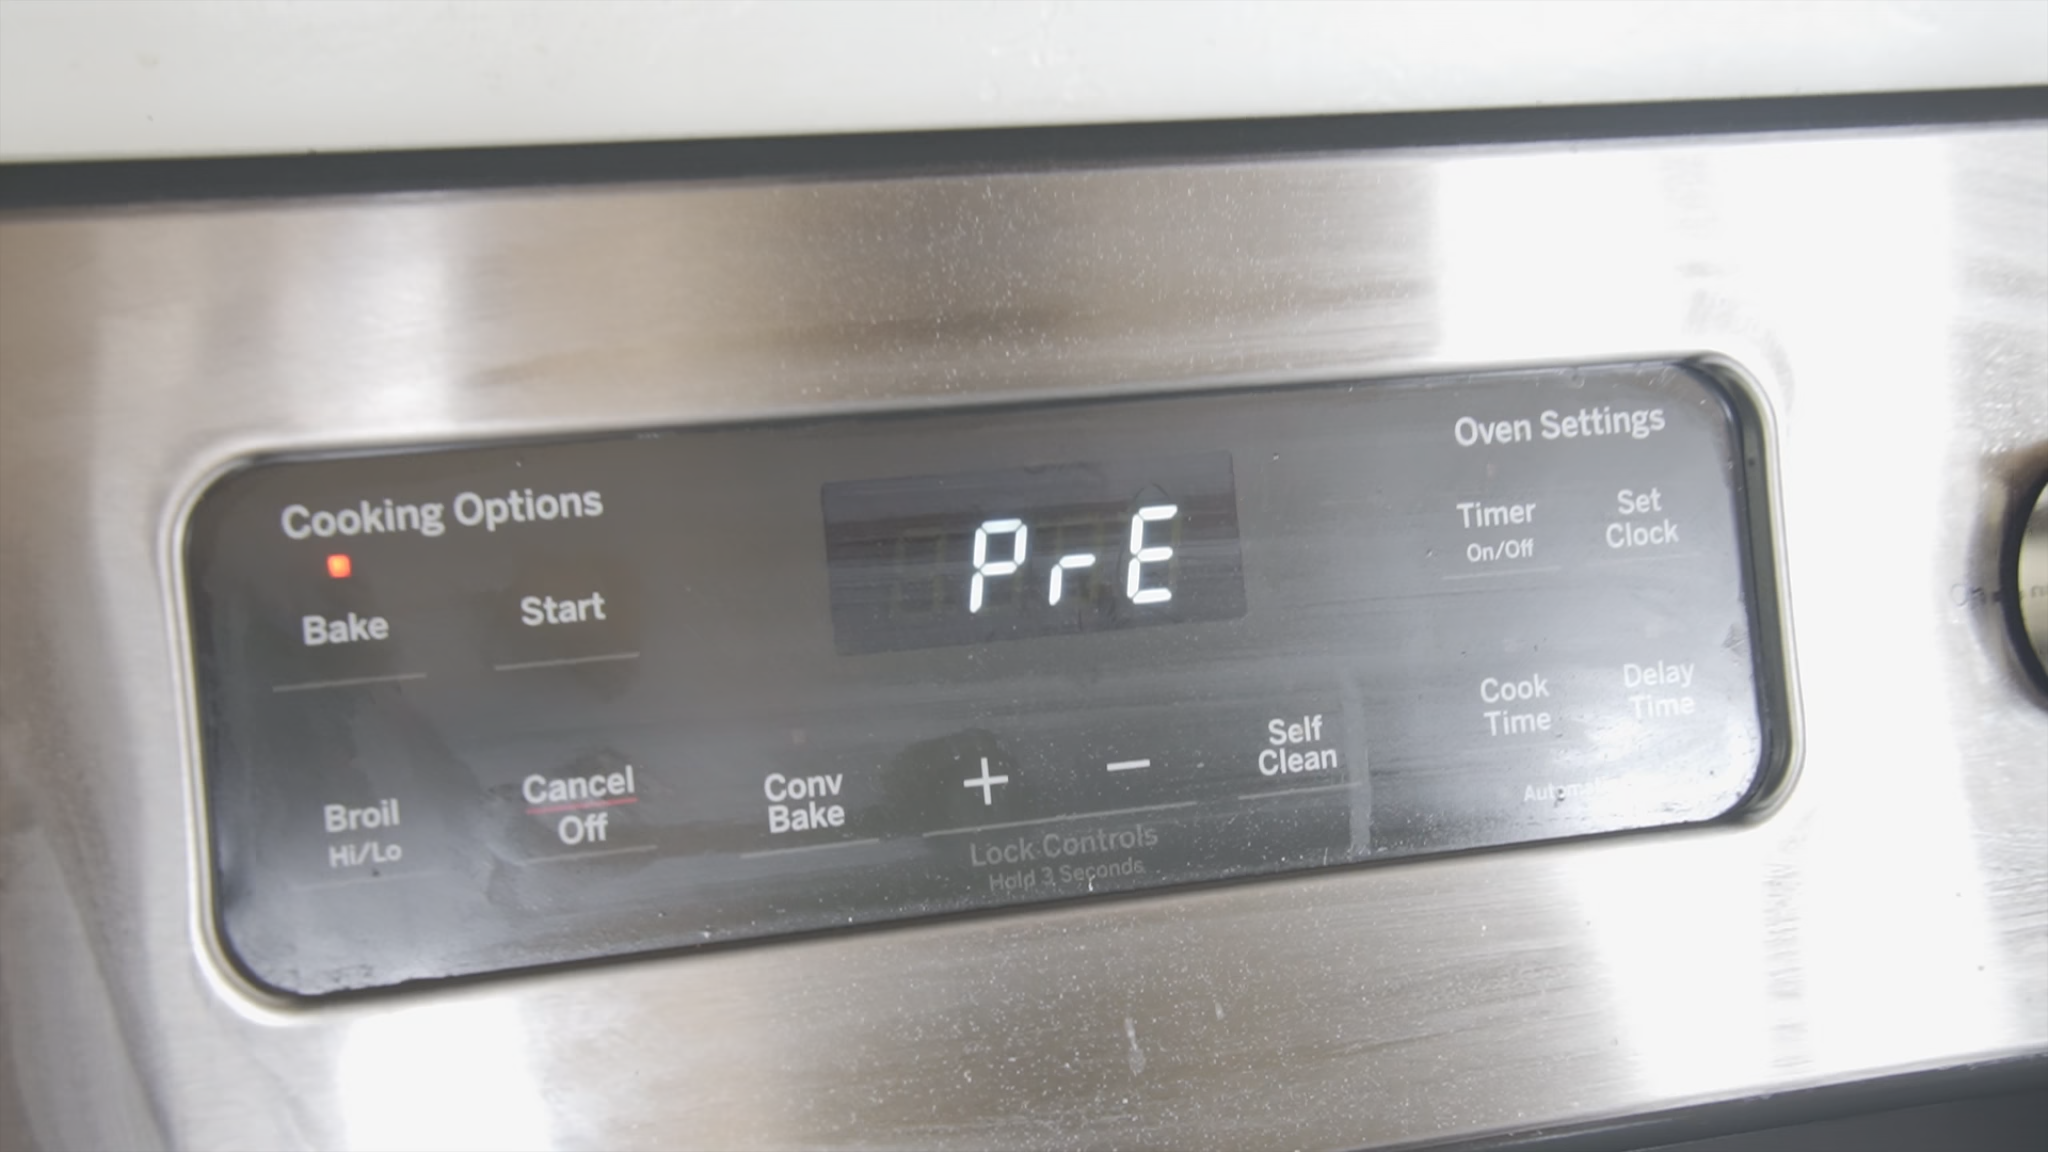 Cooking Options
Bake
Start
Broil
Hi/Lo
Cancel
Off
Conv
Bake
PrE
+ −
Lock Controls
Hold 3 Seconds
Self
Clean
Oven Settings
Timer
On/Off
Set
Clock
Cook
Time
Delay
Time